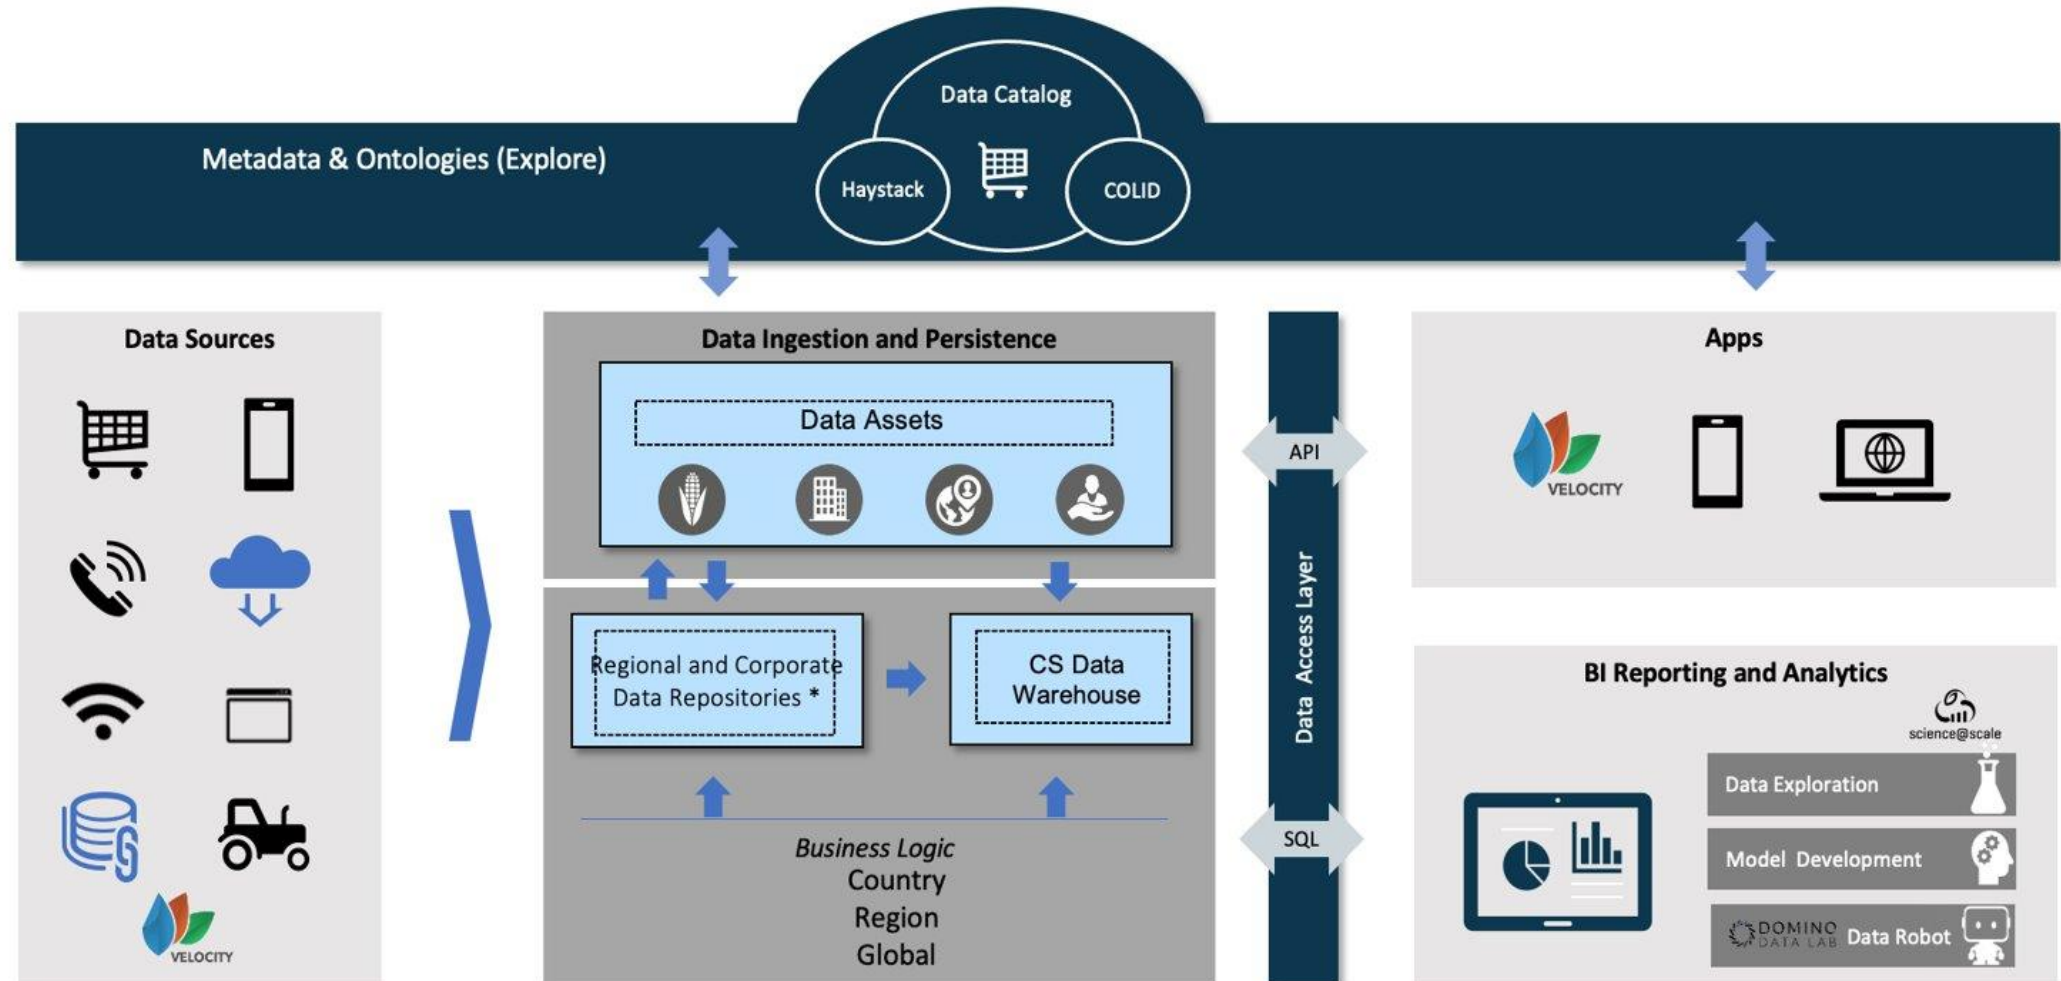 Data Catalog
Metadata & Ontologies (Explore)
Haystack
COLID
Data Sources
VELOCITY
Data Ingestion and Persistence
Data Assets
Regional and Corporate
Data Repositories *
CS Data
Warehouse
Business Logic
Country
Region
Global
API
Data Access Layer
SQL
Apps
VELOCITY
BI Reporting and Analytics
science@scale
Data Exploration
Model Development
DOMINO
DATA LAB
Data Robot